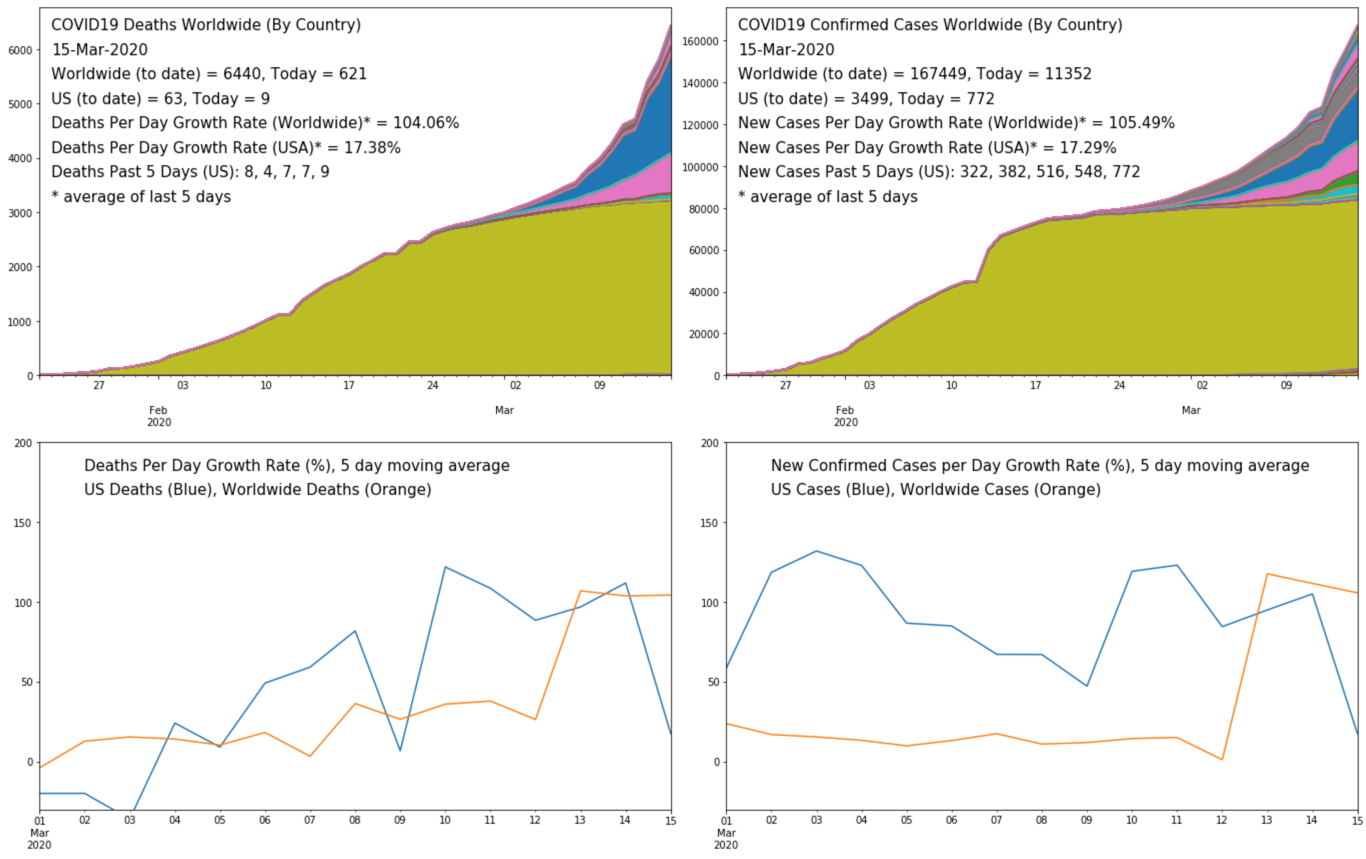 COVID19 Deaths Worldwide (By Country)
15-Mar-2020
Worldwide (to date) = 6440, Today = 621
US (to date) = 63, Today = 9
Deaths Per Day Growth Rate (Worldwide)* = 104.06%
Deaths Per Day Growth Rate (USA)* = 17.38%
Deaths Past 5 Days (US): 8, 4, 7, 7, 9
* average of last 5 days
6000
5000
4000
3000
2000
1000
0
27 03 10 17 24 02 09
Feb Mar
2020
COVID19 Confirmed Cases Worldwide (By Country)
15-Mar-2020
Worldwide (to date) = 167449, Today = 11352
US (to date) = 3499, Today = 772
New Cases Per Day Growth Rate (Worldwide)* = 105.49%
New Cases Per Day Growth Rate (USA)* = 17.29%
New Cases Past 5 Days (US): 322, 382, 516, 548, 772
* average of last 5 days
160000
140000
120000
100000
80000
60000
40000
20000
0
27 03 10 17 24 02 09
Feb Mar
2020
Deaths Per Day Growth Rate (%), 5 day moving average
US Deaths (Blue), Worldwide Deaths (Orange)
200
150
100
50
0
01 02 03 04 05 06 07 08 09 10 11 12 13 14 15
Mar
2020
New Confirmed Cases per Day Growth Rate (%), 5 day moving average
US Cases (Blue), Worldwide Cases (Orange)
200
150
100
50
0
01 02 03 04 05 06 07 08 09 10 11 12 13 14 15
Mar
2020